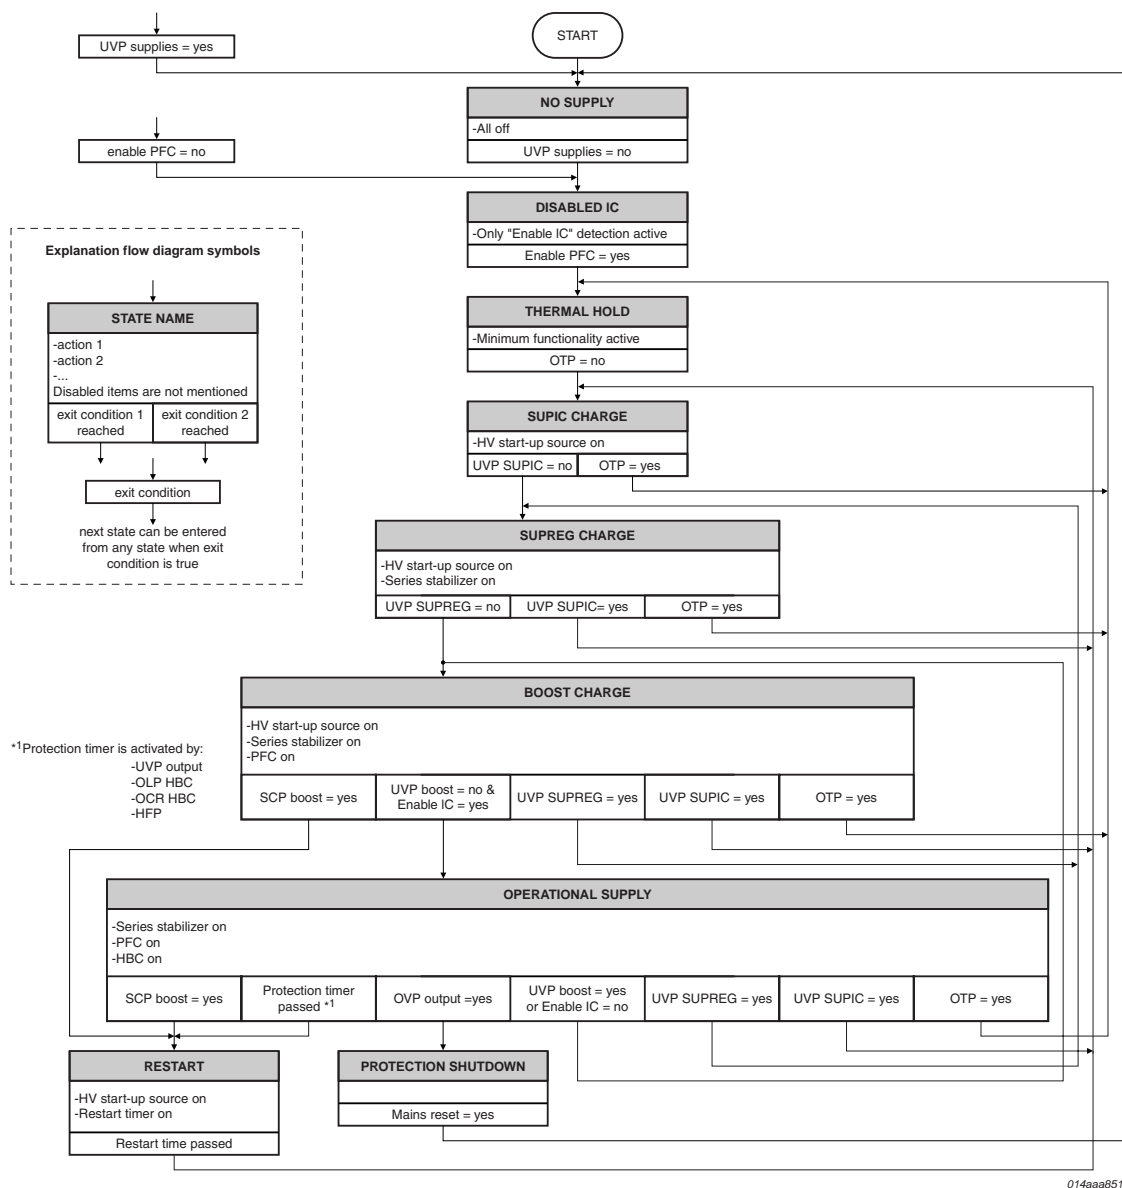 START
UVP supplies = yes
NO SUPPLY
-All off
UVP supplies = no
enable PFC = no
DISABLED IC
-Only "Enable IC" detection active
Enable PFC = yes
Explanation flow diagram symbols
STATE NAME
-action 1
-action 2
-...
Disabled items are not mentioned
exit condition 1
reached
exit condition 2
reached
exit condition
next state can be entered
from any state when exit
condition is true
THERMAL HOLD
-Minimum functionality active
OTP = no
SUPIC CHARGE
-HV start-up source on
UVP SUPIC = no
OTP = yes
SUPREG CHARGE
-HV start-up source on
-Series stabilizer on
UVP SUPREG = no
UVP SUPIC= yes
OTP = yes
BOOST CHARGE
-HV start-up source on
-Series stabilizer on
-PFC on
SCP boost = yes
UVP boost = no &
Enable IC = yes
UVP SUPREG = yes
UVP SUPIC = yes
OTP = yes
*1Protection timer is activated by:
-UVP output
-OLP HBC
-OCR HBC
-HFP
OPERATIONAL SUPPLY
-Series stabilizer on
-PFC on
-HBC on
SCP boost = yes
Protection timer
passed *1
OVP output =yes
UVP boost = yes
or Enable IC = no
UVP SUPREG = yes
UVP SUPIC = yes
OTP = yes
RESTART
-HV start-up source on
-Restart timer on
Restart time passed
PROTECTION SHUTDOWN
Mains reset = yes
014aaa851